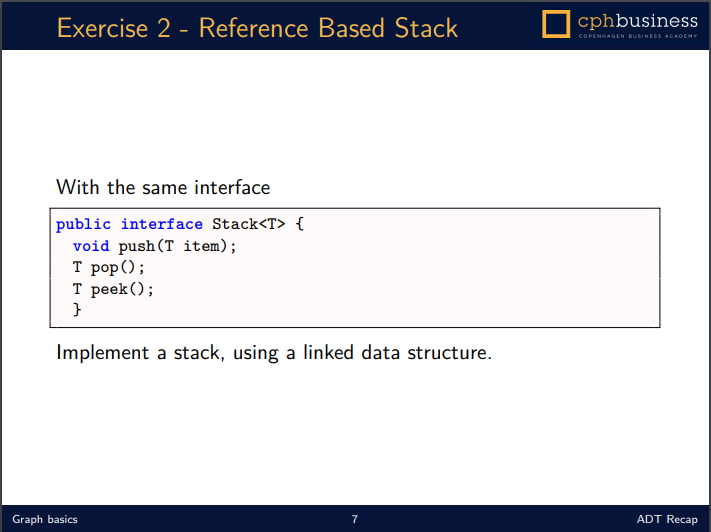 Exercise 2 - Reference Based Stack
cphbusiness
COPENHAGEN BUSINESS ACADEMY
With the same interface
public interface Stack<T> {
void push(T item);
T pop();
T peek();
}
Implement a stack, using a linked data structure.
Graph basics
7
ADT Recap